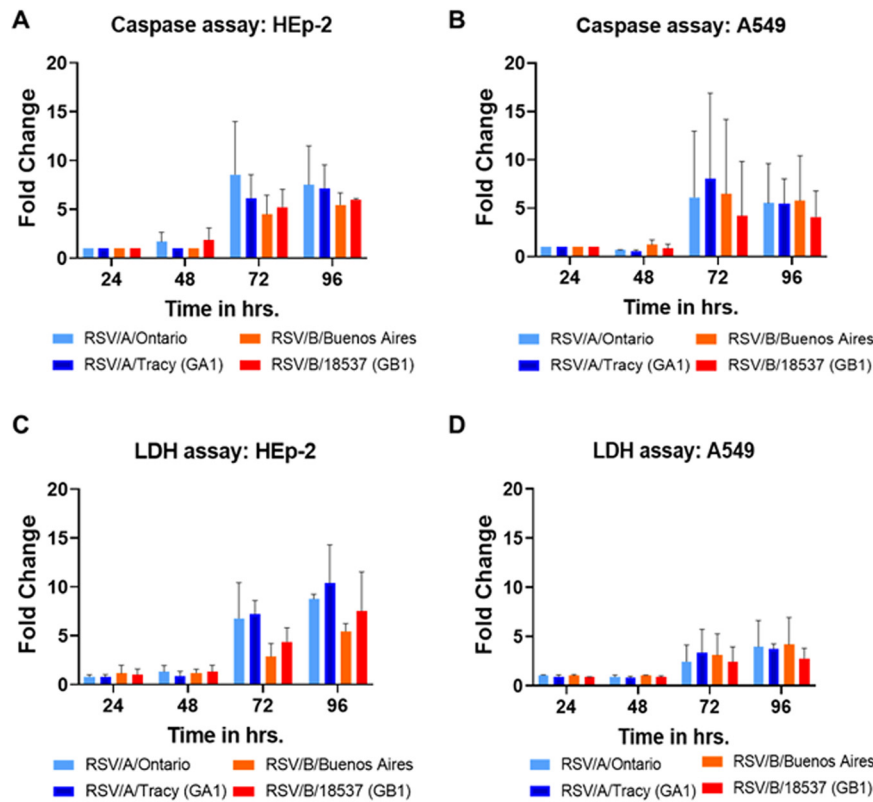 A
Caspase assay: HEp-2
20
15
10
5
0
Fold Change
24 48 72 96
Time in hrs.
RSV/A/Ontario RSV/B/Buenos Aires
RSV/A/Tracy (GA1) RSV/B/18537 (GB1)
B
Caspase assay: A549
20
15
10
5
0
Fold Change
24 48 72 96
Time in hrs.
RSV/A/Ontario RSV/B/Buenos Aires
RSV/A/Tracy (GA1) RSV/B/18537 (GB1)
C
LDH assay: HEp-2
20
15
10
5
0
Fold Change
24 48 72 96
Time in hrs.
RSV/A/Ontario RSV/B/Buenos Aires
RSV/A/Tracy (GA1) RSV/B/18537 (GB1)
D
LDH assay: A549
20
15
10
5
0
Fold Change
24 48 72 96
Time in hrs.
RSV/A/Ontario RSV/B/Buenos Aires
RSV/A/Tracy (GA1) RSV/B/18537 (GB1)